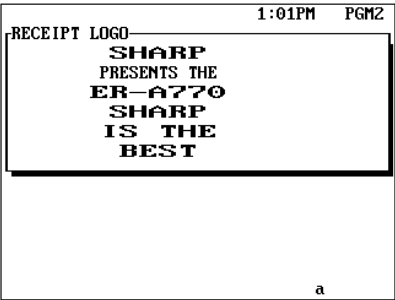 1:01PM PGM2
RECEIPT LOGO
SHARP
PRESENTS THE
ER-A770
SHARP
IS THE
BEST
a